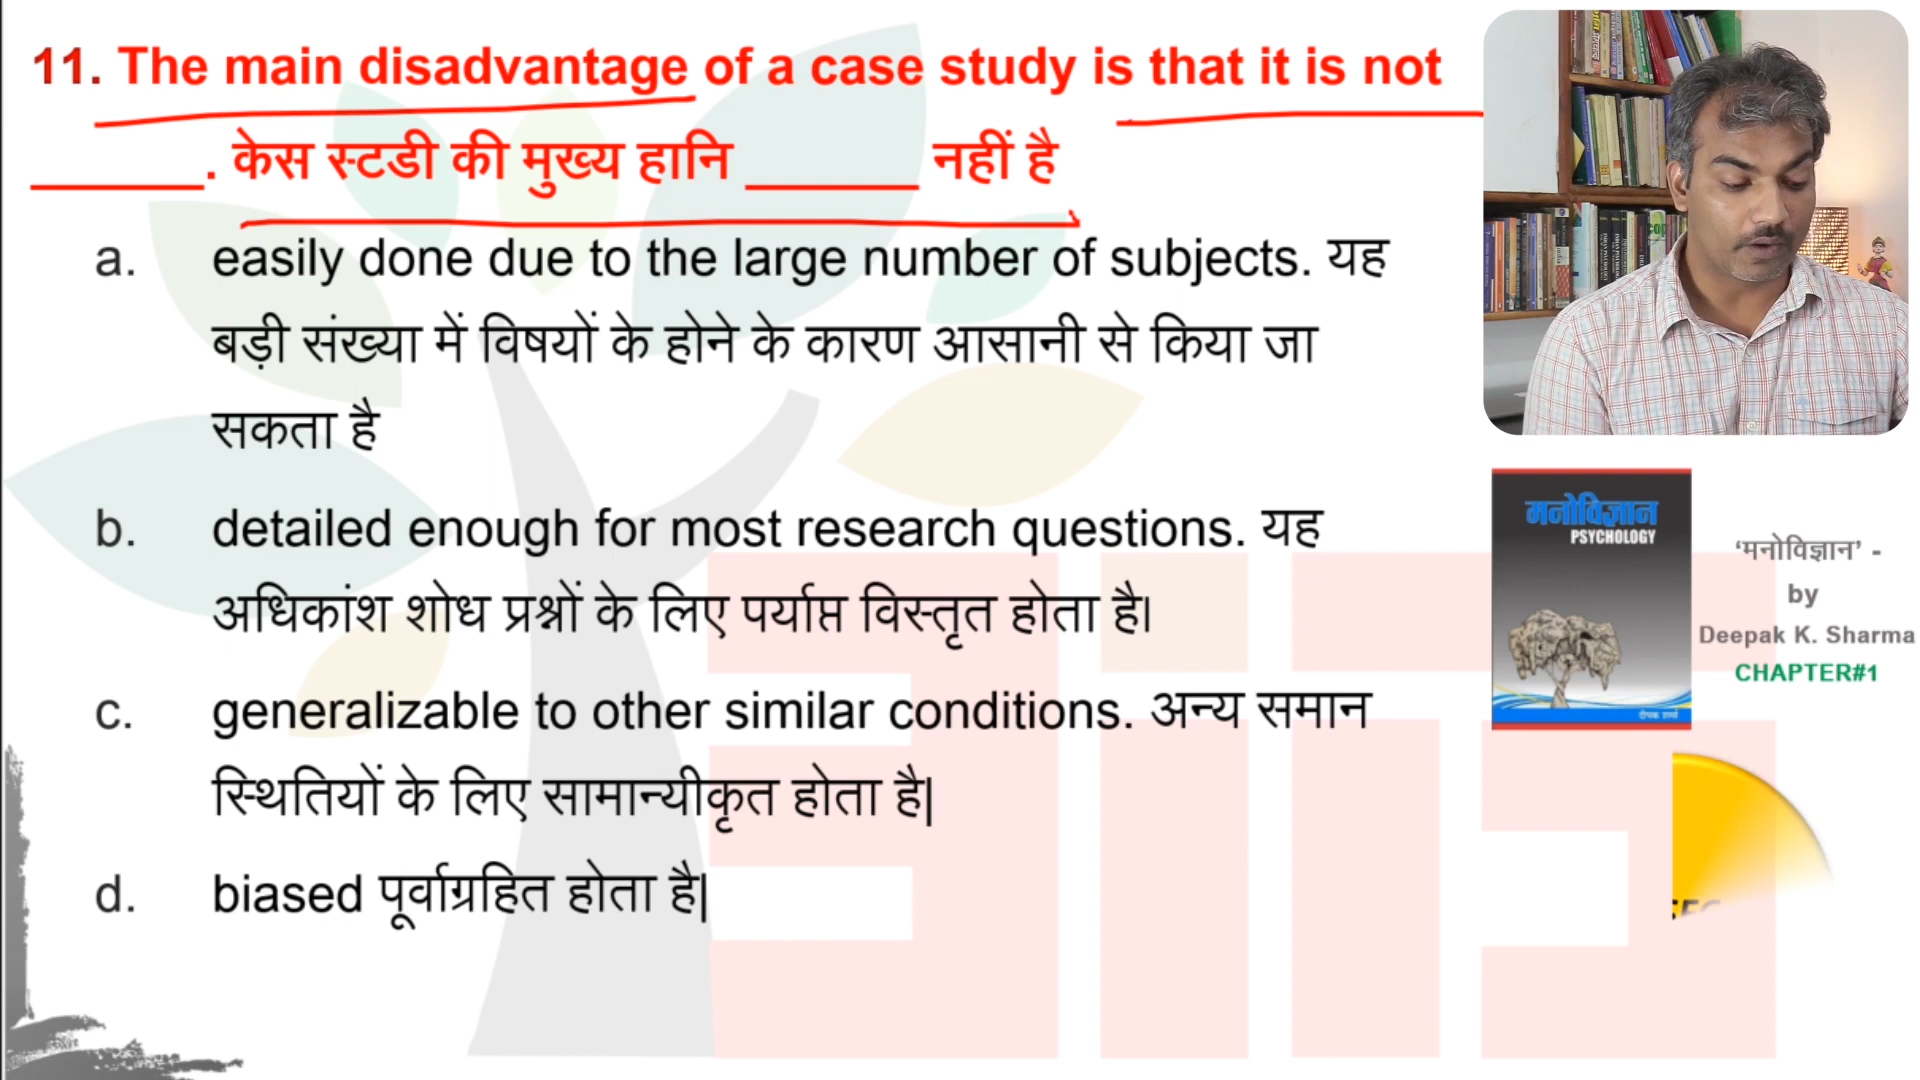 11. The main disadvantage of a case study is that it is not
______. केस स्टडी की मुख्य हानि ______ नहीं है
a. easily done due to the large number of subjects. यह
बड़ी संख्या में विषयों के होने के कारण आसानी से किया जा
सकता है
b. detailed enough for most research questions. यह
अधिकांश शोध प्रश्नों के लिए पर्याप्त विस्तृत होता है।
c. generalizable to other similar conditions. अन्य समान
स्थितियों के लिए सामान्यीकृत होता है|
d. biased पूर्वाग्रहित होता है|
मनोविज्ञान
PSYCHOLOGY
दीपक शर्मा
‘मनोविज्ञान’ -
by
Deepak K. Sharma
CHAPTER#1